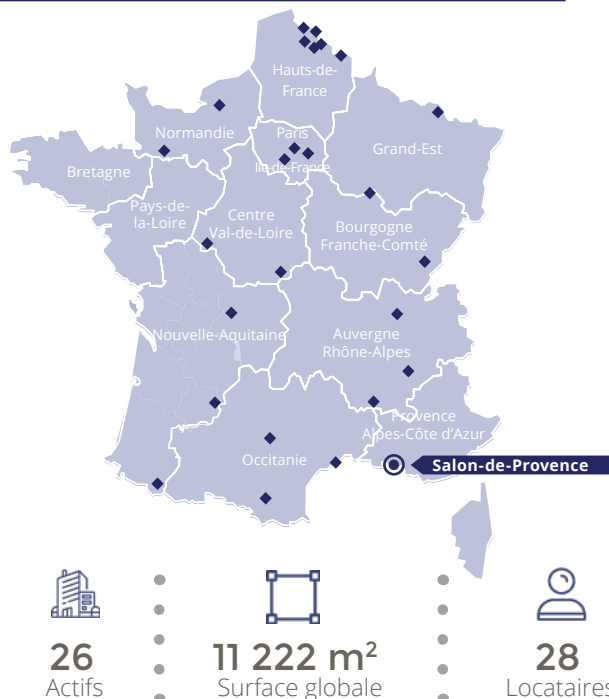 Hauts-de-
France
Normandie
Paris
Ile-de-France
Grand-Est
Bretagne
Pays-de-
la-Loire
Centre
Val-de-Loire
Bourgogne
Franche-Comté
Nouvelle-Aquitaine
Auvergne
Rhône-Alpes
Provence
Alpes-Côte d'Azur
Occitanie
Salon-de-Provence
26
Actifs
11 222 m²
Surface globale
28
Locataires